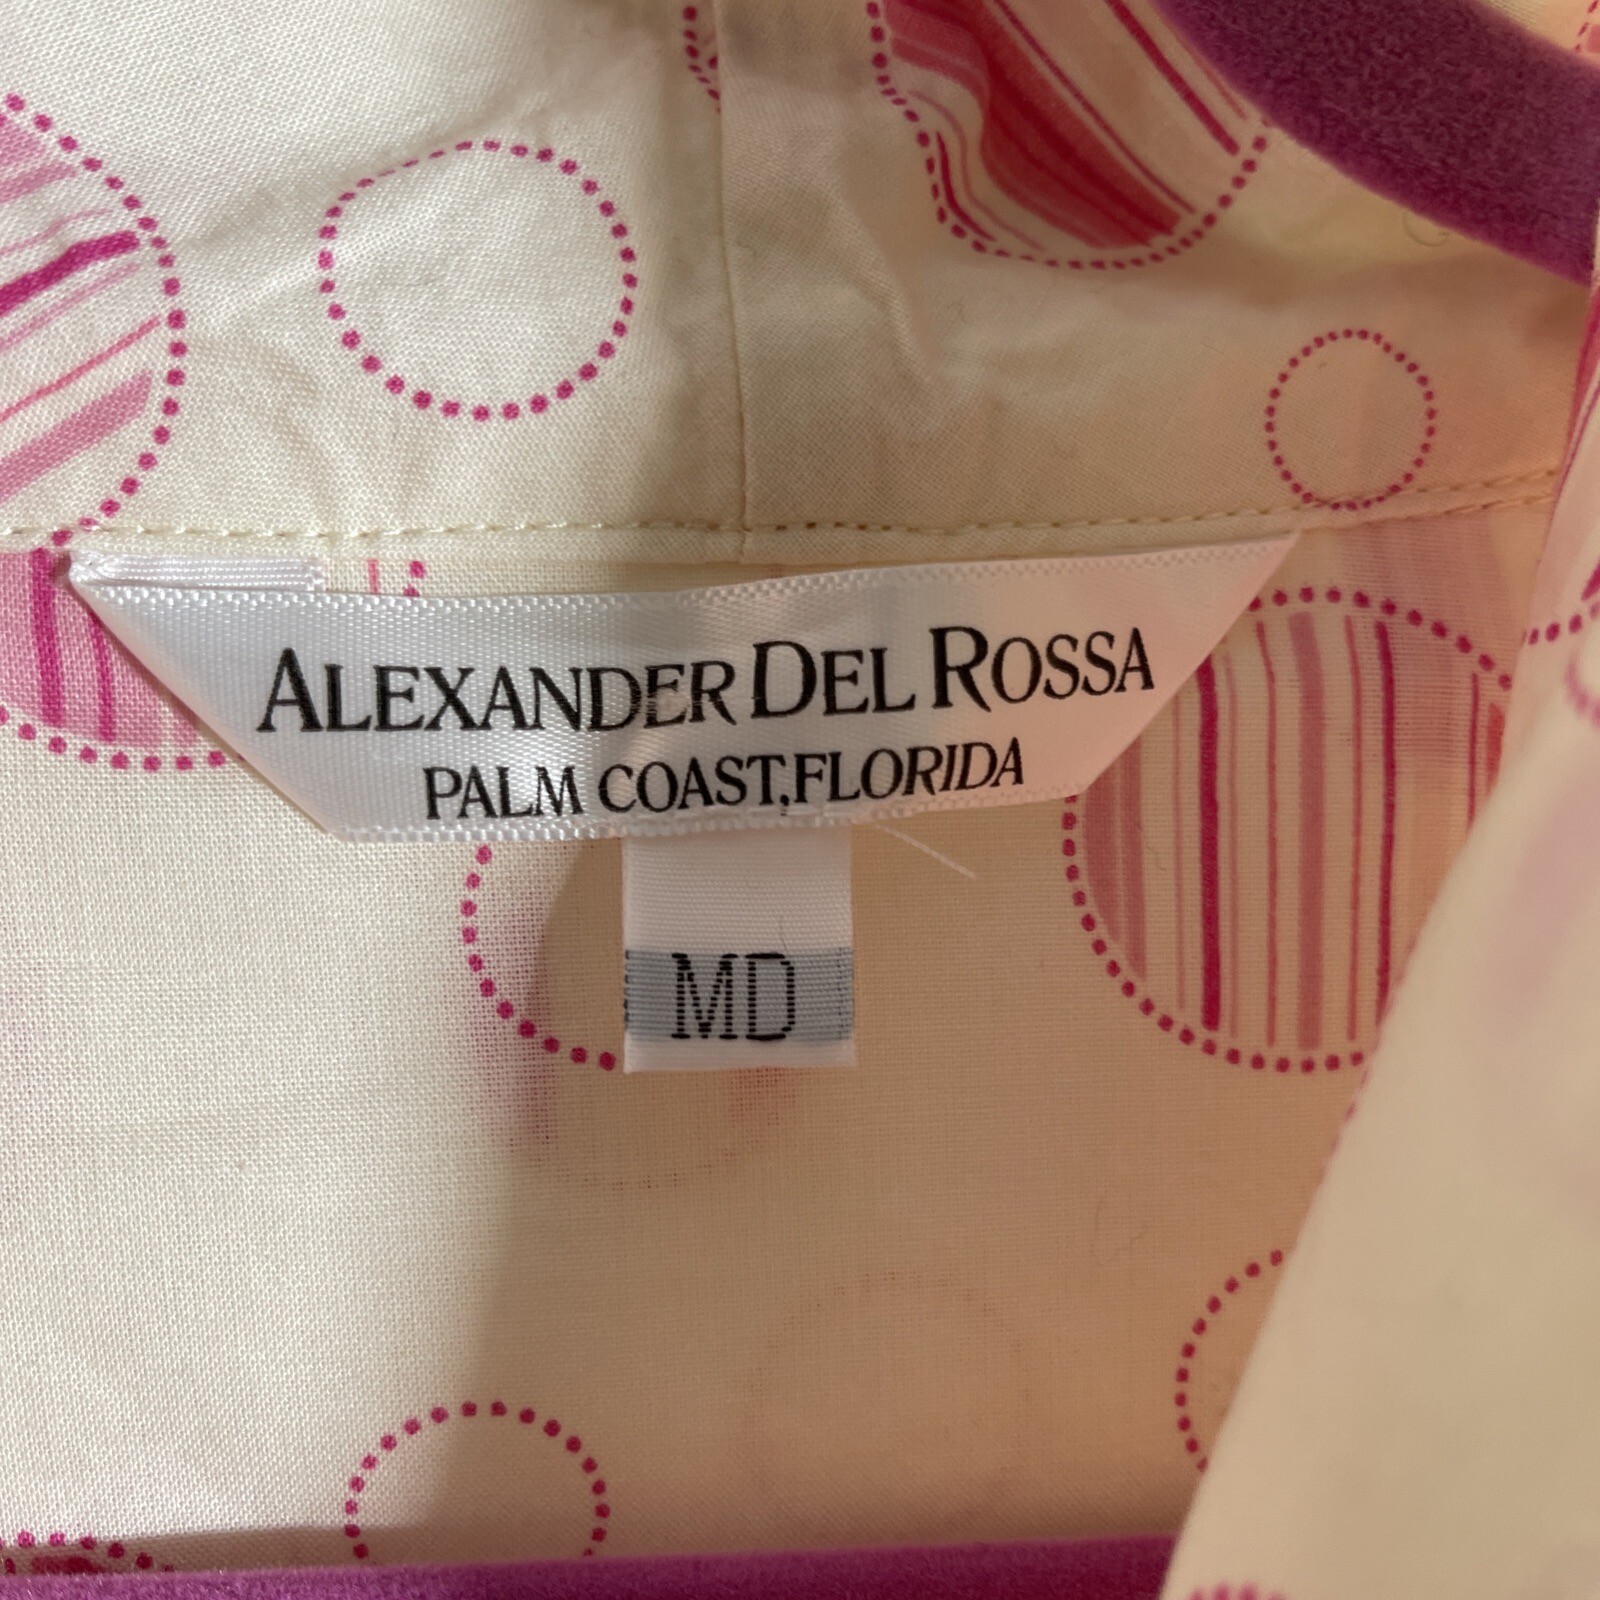 ALEXANDER DEL ROSSA
PALM COAST, FLORIDA
MD